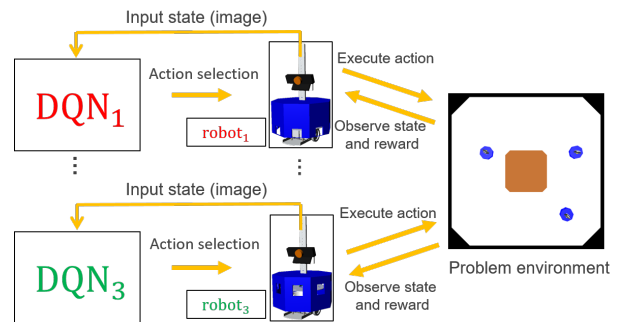 Input state (image)
Action selection
Execute action
DQN₁
robot₁
Observe state
and reward
⋮
⋮
Input state (image)
Action selection
Execute action
DQN₃
robot₃
Observe state
and reward
Problem environment